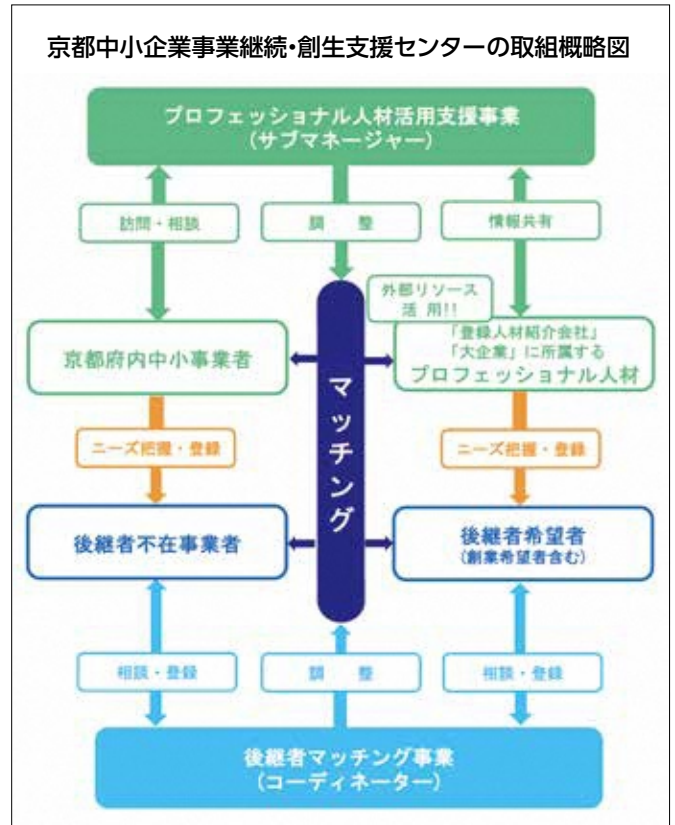 京都中小企業事業継続・創生支援センターの取組概略図
プロフェッショナル人材活用支援事業
(サブマネージャー)
訪問・相談
調　整
情報共有
外部リソース
活 用!!
京都府内中小事業者
「登録人材紹介会社」
「大企業」に所属する
プロフェッショナル人材
マッチング
ニーズ把握・登録
ニーズ把握・登録
後継者不在事業者
後継者希望者
(創業希望者含む)
相談・登録
調　整
相談・登録
後継者マッチング事業
(コーディネーター)